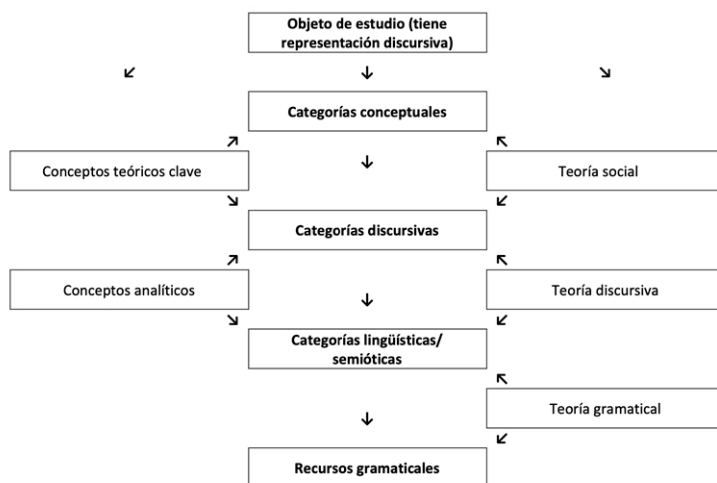 Objeto de estudio (tiene
representación discursiva)
Categorías conceptuales
Conceptos teóricos clave
Teoría social
Categorías discursivas
Conceptos analíticos
Teoría discursiva
Categorías lingüísticas/
semióticas
Teoría gramatical
Recursos gramaticales